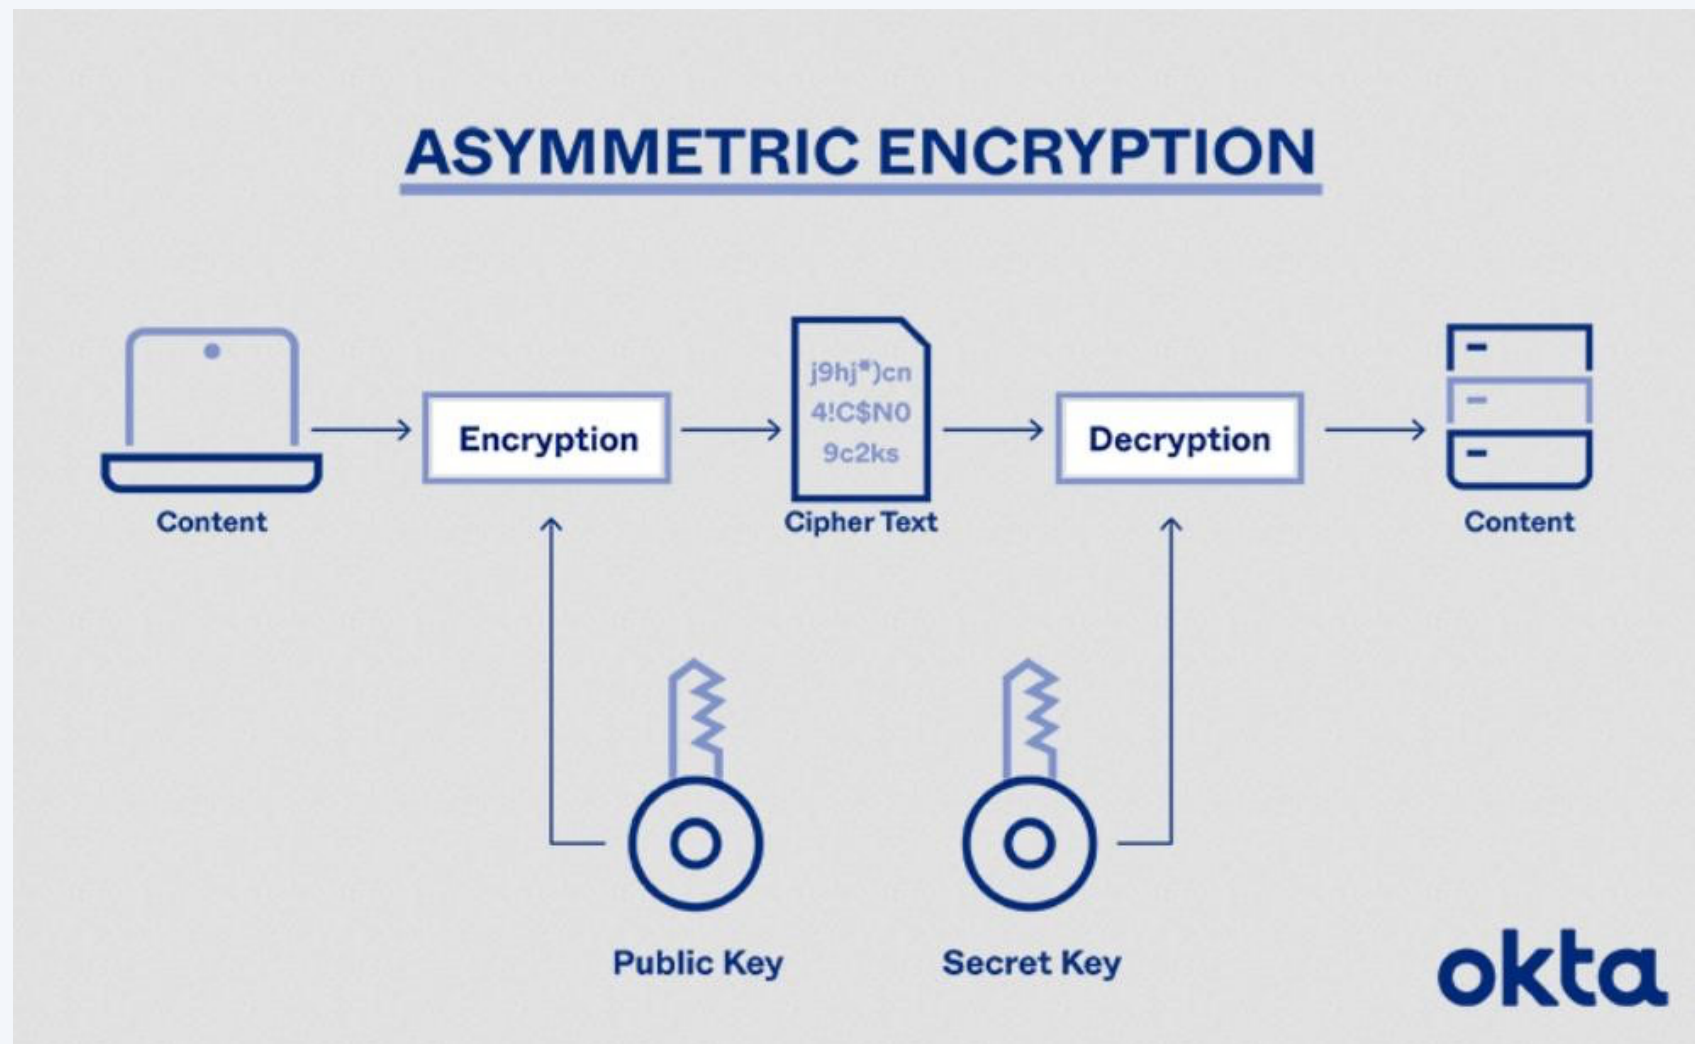 ASYMMETRIC ENCRYPTION
j9hj*)cn
4!C$N0
9c2ks
Encryption
Decryption
Content
Cipher Text
Content
Public Key
Secret Key
okta